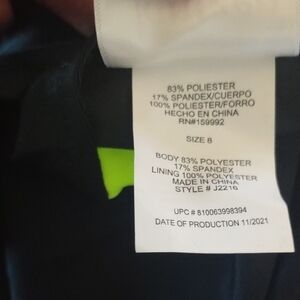 83% POLIESTER
17% SPANDEX/CUERPO
100% POLIESTER/FORRO
HECHO EN CHINA
RN#159992
SIZE 8
BODY 83% POLYESTER
17% SPANDEX
LINING 100% POLYESTER
MADE IN CHINA
STYLE # J2216
UPC # 810063998394
DATE OF PRODUCTION 11/2021